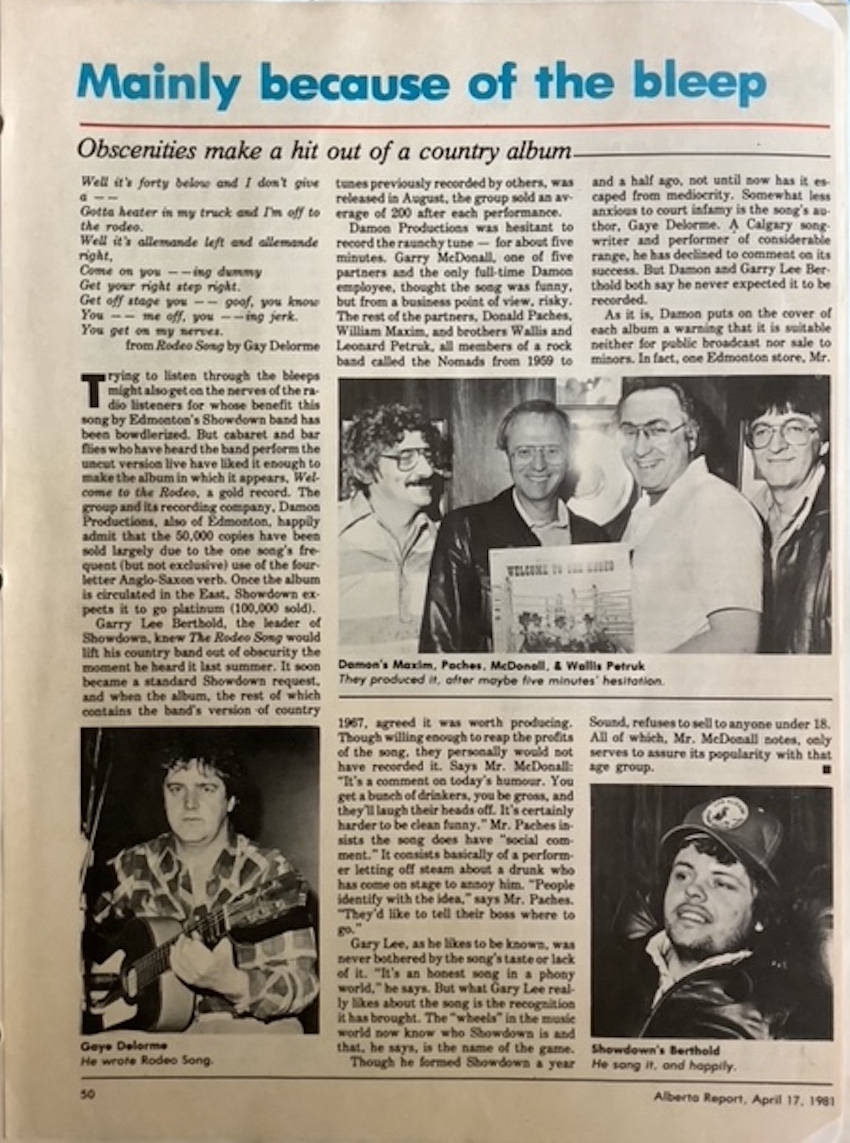 Mainly because of the bleep
Obscenities make a hit out of a country album
Well it's forty below and I don't give
a — —
Gotta heater in my truck and I'm off to
the rodeo.
Well it's allemande left and allemande
right,
Come on you — —ing dummy
Get your right step right.
Get off stage you — — goof, you know
You — — me off, you — —ing jerk.
You get on my nerves.
from Rodeo Song by Gay Delorme
Trying to listen through the bleeps
might also get on the nerves of the ra-
dio listeners for whose benefit this
song by Edmonton's Showdown band has
been bowdlerized. But cabaret and bar
flies who have heard the band perform the
uncut version live have liked it enough to
make the album in which it appears, Wel-
come to the Rodeo, a gold record. The
group and its recording company, Damon
Productions, also of Edmonton, happily
admit that the 50,000 copies have been
sold largely due to the one song's fre-
quent (but not exclusive) use of the four-
letter Anglo-Saxon verb. Once the album
is circulated in the East, Showdown ex-
pects it to go platinum (100,000 sold).
Garry Lee Berthold, the leader of
Showdown, knew The Rodeo Song would
lift his country band out of obscurity the
moment he heard it last summer. It soon
became a standard Showdown request,
and when the album, the rest of which
contains the band's version of country
tunes previously recorded by others, was
released in August, the group sold an av-
erage of 200 after each performance.
Damon Productions was hesitant to
record the raunchy tune — for about five
minutes. Garry McDonall, one of five
partners and the only full-time Damon
employee, thought the song was funny,
but from a business point of view, risky.
The rest of the partners, Donald Paches,
William Maxim, and brothers Wallis and
Leonard Petruk, all members of a rock
band called the Nomads from 1959 to
1967, agreed it was worth producing.
Though willing enough to reap the profits
of the song, they personally would not
have recorded it. Says Mr. McDonall:
"It's a comment on today's humour. You
get a bunch of drinkers, you be gross, and
they'll laugh their heads off. It's certainly
harder to be clean funny." Mr. Paches in-
sists the song does have "social com-
ment." It consists basically of a perform-
er letting off steam about a drunk who
has come on stage to annoy him. "People
identify with the idea," says Mr. Paches.
"They'd like to tell their boss where to
go."
Gary Lee, as he likes to be known, was
never bothered by the song's taste or lack
of it. "It's an honest song in a phony
world," he says. But what Gary Lee real-
ly likes about the song is the recognition
it has brought. The "wheels" in the music
world now know who Showdown is and
that, he says, is the name of the game.
Though he formed Showdown a year
and a half ago, not until now has it es-
caped from mediocrity. Somewhat less
anxious to court infamy is the song's au-
thor, Gaye Delorme. A Calgary song-
writer and performer of considerable
range, he has declined to comment on its
success. But Damon and Garry Lee Ber-
thold both say he never expected it to be
recorded.
As it is, Damon puts on the cover of
each album a warning that it is suitable
neither for public broadcast nor sale to
minors. In fact, one Edmonton store, Mr.
Sound, refuses to sell to anyone under 18.
All of which, Mr. McDonall notes, only
serves to assure its popularity with that
age group.
WELCOME TO THE RODEO
Damon's Maxim, Paches, McDonall, & Wallis Petruk
They produced it, after maybe five minutes' hesitation.
Gaye Delorme
He wrote Rodeo Song.
Showdown's Berthold
He sang it, and happily.
50
Alberta Report, April 17, 1981